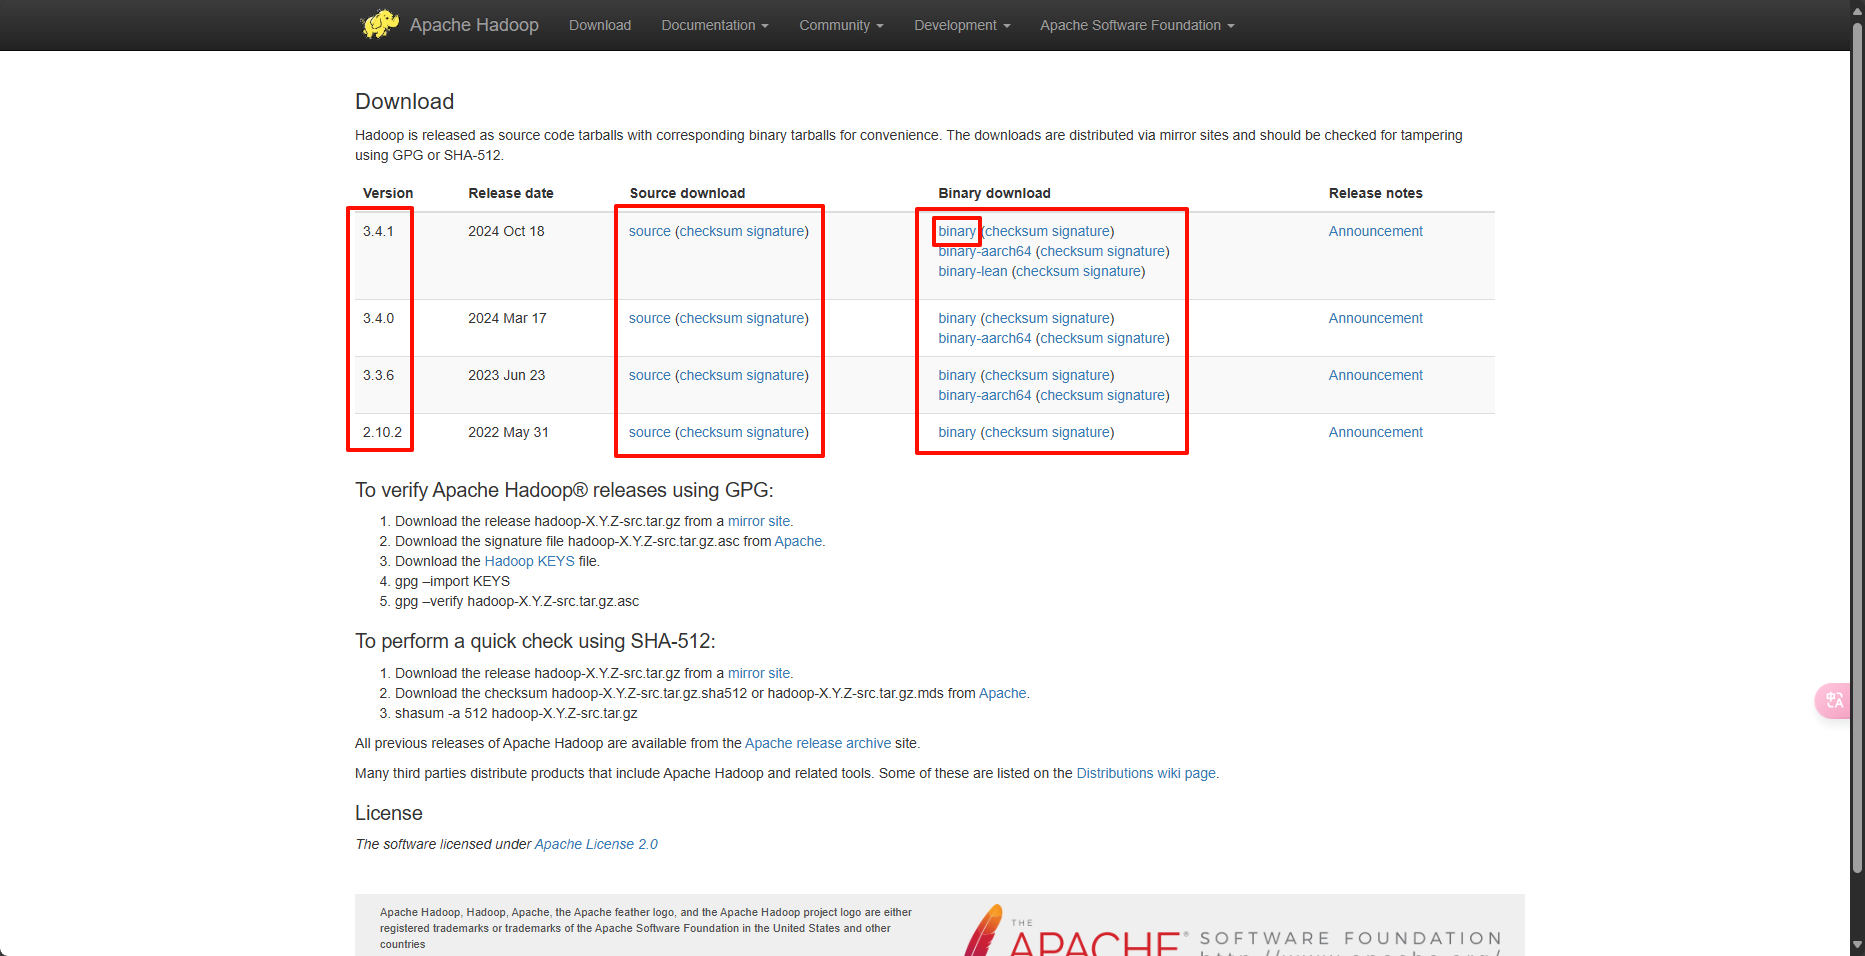 Apache Hadoop Download Documentation Community Development Apache Software Foundation
Download
Hadoop is released as source code tarballs with corresponding binary tarballs for convenience. The downloads are distributed via mirror sites and should be checked for tampering
using GPG or SHA-512.
Version Release date Source download Binary download Release notes
3.4.1 2024 Oct 18 source (checksum signature) binary (checksum signature) Announcement
binary-aarch64 (checksum signature)
binary-lean (checksum signature)
3.4.0 2024 Mar 17 source (checksum signature) binary (checksum signature) Announcement
binary-aarch64 (checksum signature)
3.3.6 2023 Jun 23 source (checksum signature) binary (checksum signature) Announcement
binary-aarch64 (checksum signature)
2.10.2 2022 May 31 source (checksum signature) binary (checksum signature) Announcement
To verify Apache Hadoop® releases using GPG:
1. Download the release hadoop-X.Y.Z-src.tar.gz from a mirror site.
2. Download the signature file hadoop-X.Y.Z-src.tar.gz.asc from Apache.
3. Download the Hadoop KEYS file.
4. gpg –import KEYS
5. gpg –verify hadoop-X.Y.Z-src.tar.gz.asc
To perform a quick check using SHA-512:
1. Download the release hadoop-X.Y.Z-src.tar.gz from a mirror site.
2. Download the checksum hadoop-X.Y.Z-src.tar.gz.sha512 or hadoop-X.Y.Z-src.tar.gz.mds from Apache.
3. shasum -a 512 hadoop-X.Y.Z-src.tar.gz
All previous releases of Apache Hadoop are available from the Apache release archive site.
Many third parties distribute products that include Apache Hadoop and related tools. Some of these are listed on the Distributions wiki page.
License
The software licensed under Apache License 2.0
Apache Hadoop, Hadoop, Apache, the Apache feather logo, and the Apache Hadoop project logo are either
registered trademarks or trademarks of the Apache Software Foundation in the United States and other
countries
THE
APACHE® SOFTWARE FOUNDATION
http://www.apache.org/